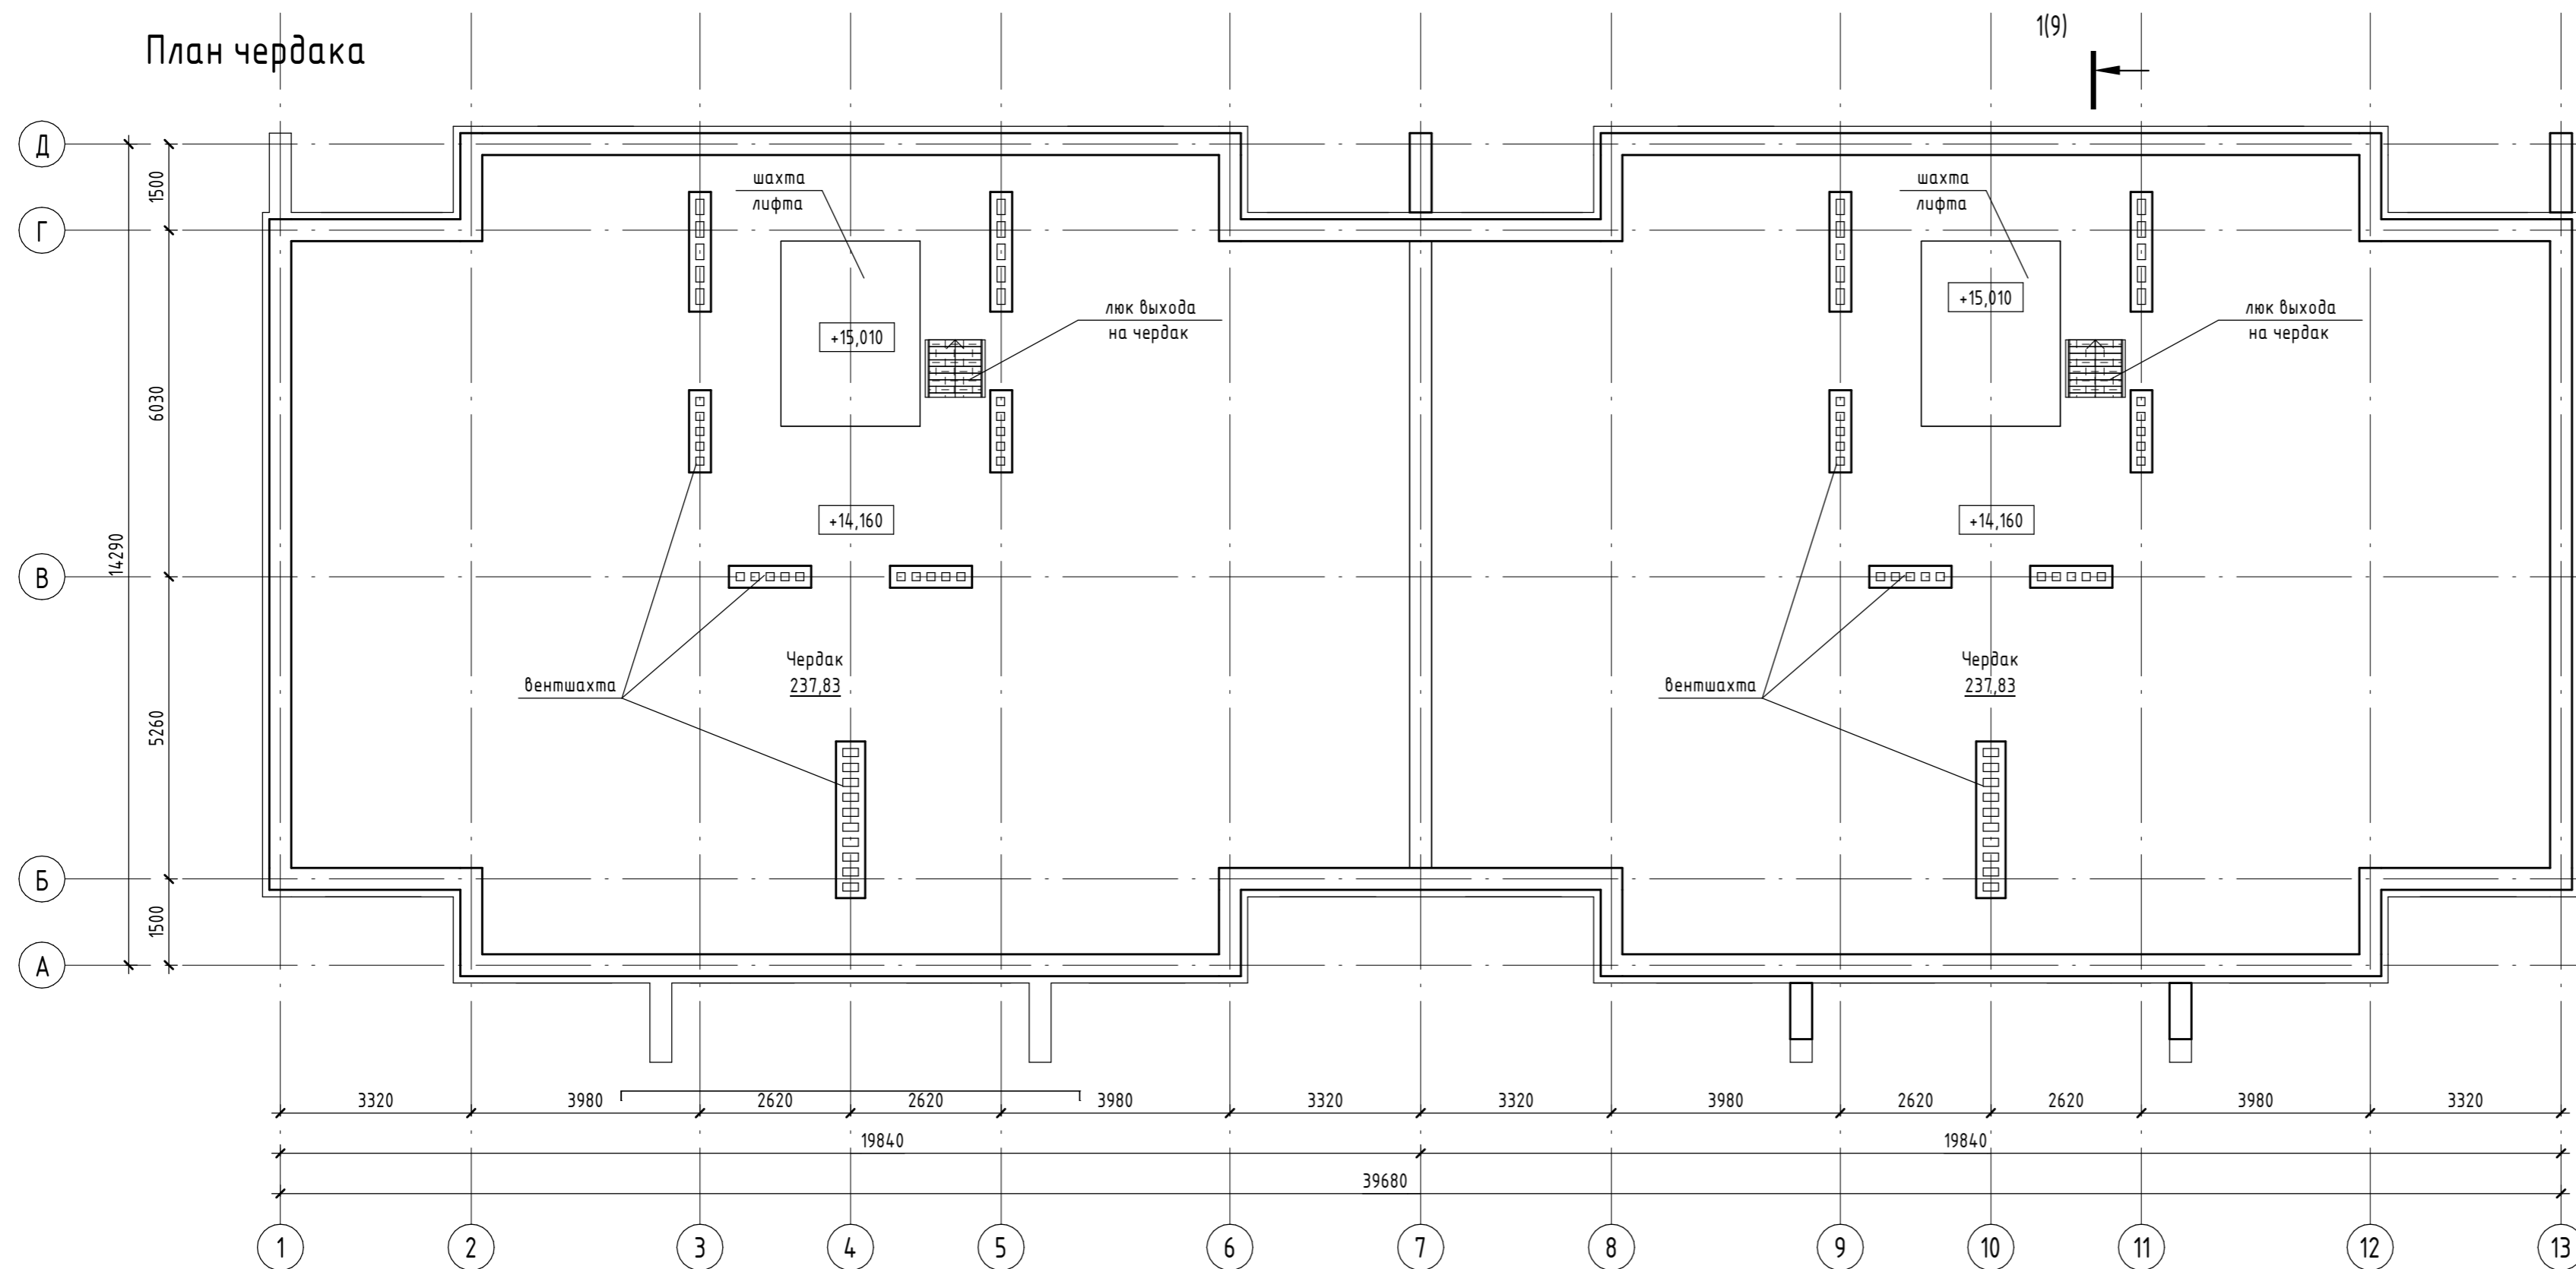 План чердака
1(9)
Д
Г
В
Б
А
14290
1500
6030
5260
1500
шахта
лифта
+15,010
люк выхода
на чердак
+14,160
вентшахта
Чердак
237,83
шахта
лифта
+15,010
люк выхода
на чердак
+14,160
вентшахта
Чердак
237,83
3320 3980 2620 2620 3980 3320 3320 3980 2620 2620 3980 3320
19840 19840
39680
1 2 3 4 5 6 7 8 9 10 11 12 13